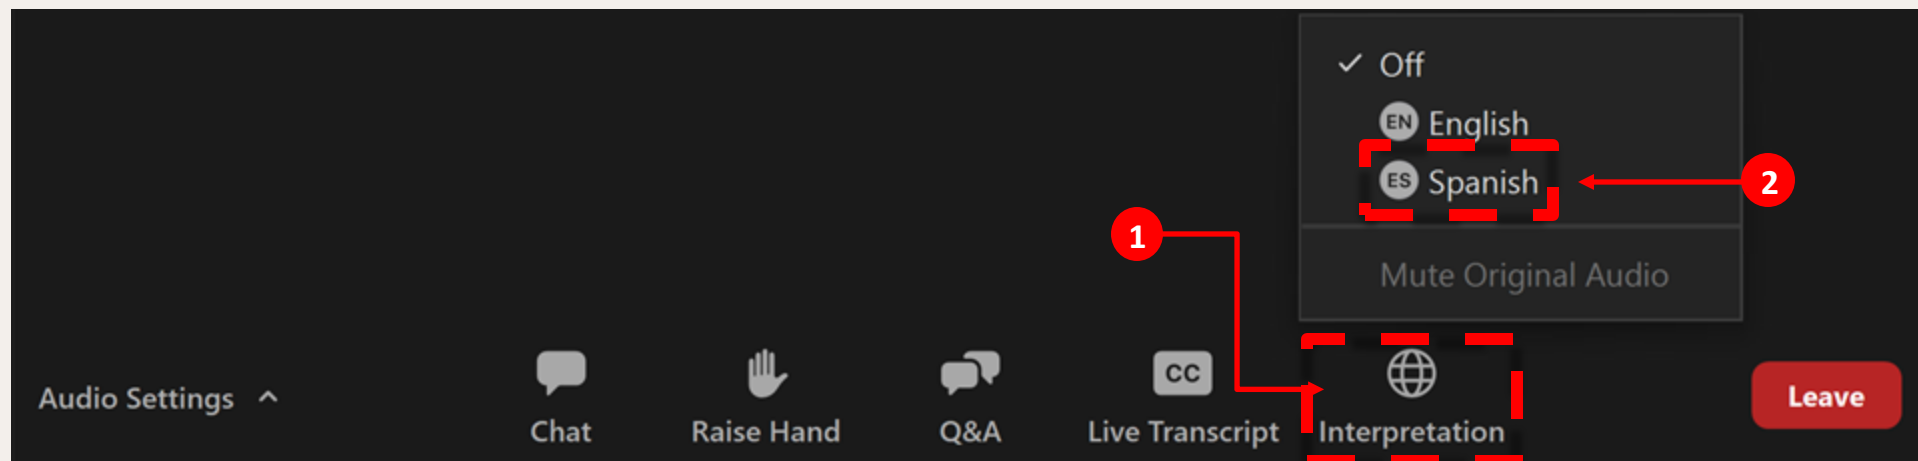 Off
EN English
ES Spanish
2
1
Mute Original Audio
CC
Audio Settings
Chat
Raise Hand
Q&A
Live Transcript
Interpretation
Leave